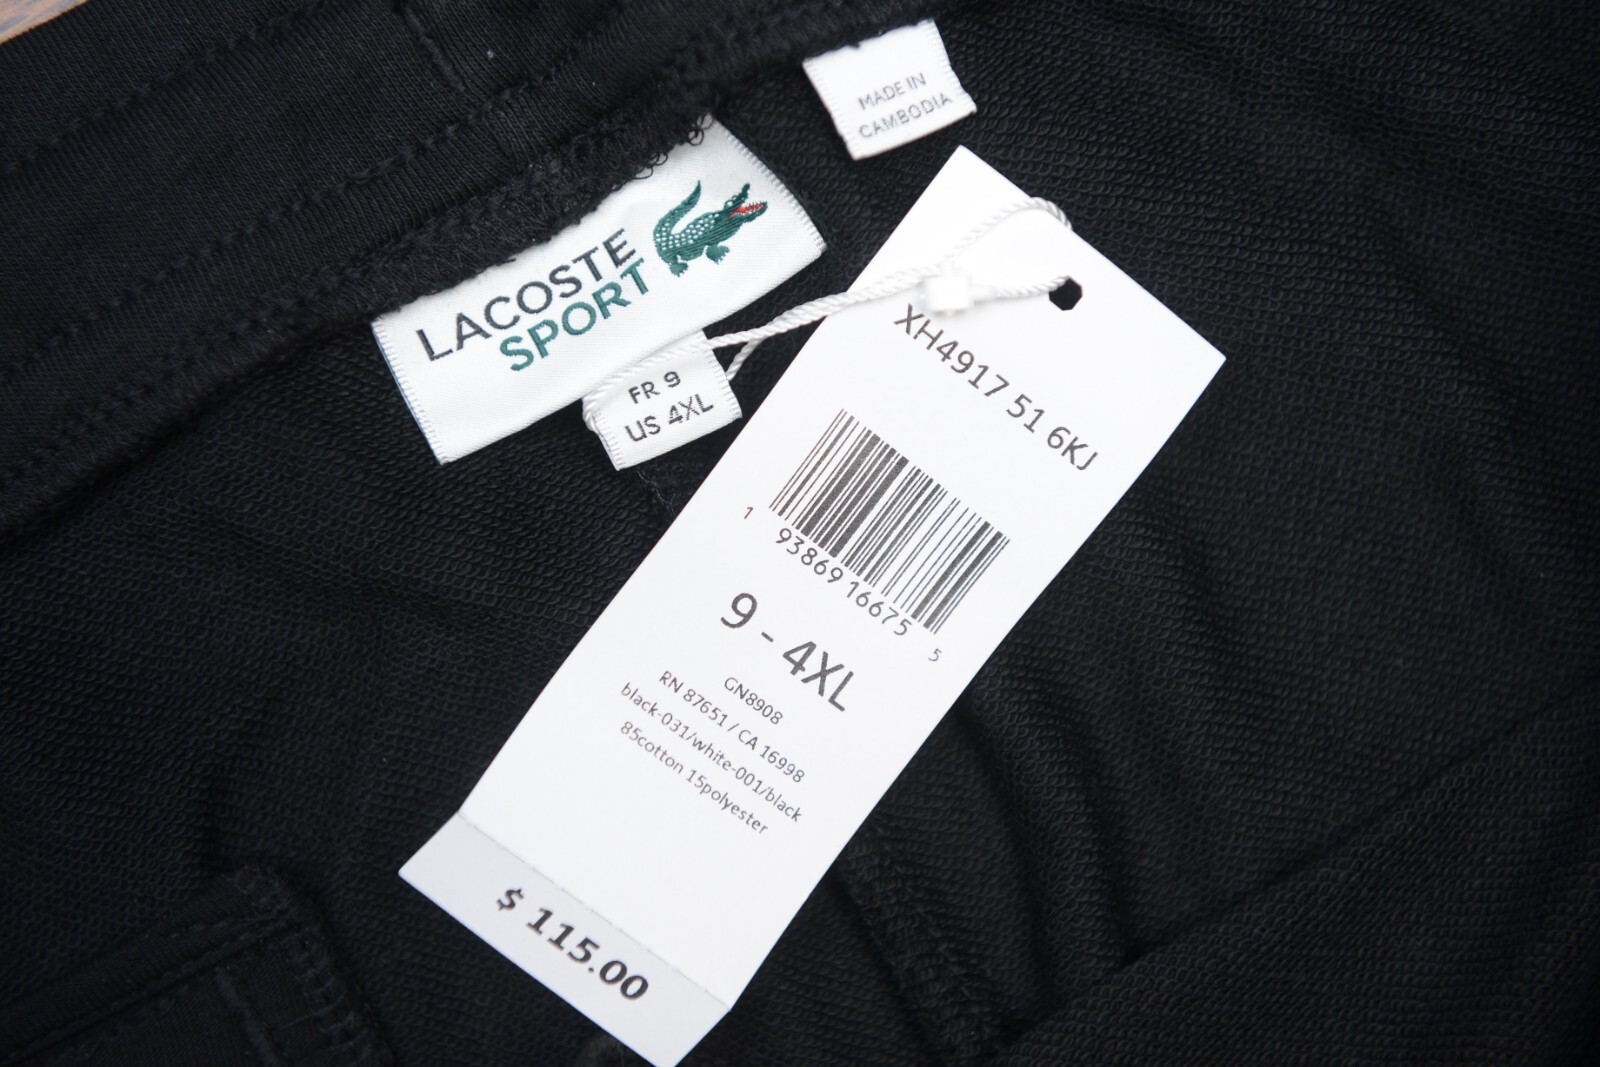 MADE IN
CAMBODIA
LACOSTE
SPORT
FR 9
US 4XL
XH4917 51 6KJ
1 93869 16675 5
9 - 4XL
GN8908
RN 87651 / CA 16998
black-031/white-001/black
85cotton 15polyester
$ 115.00